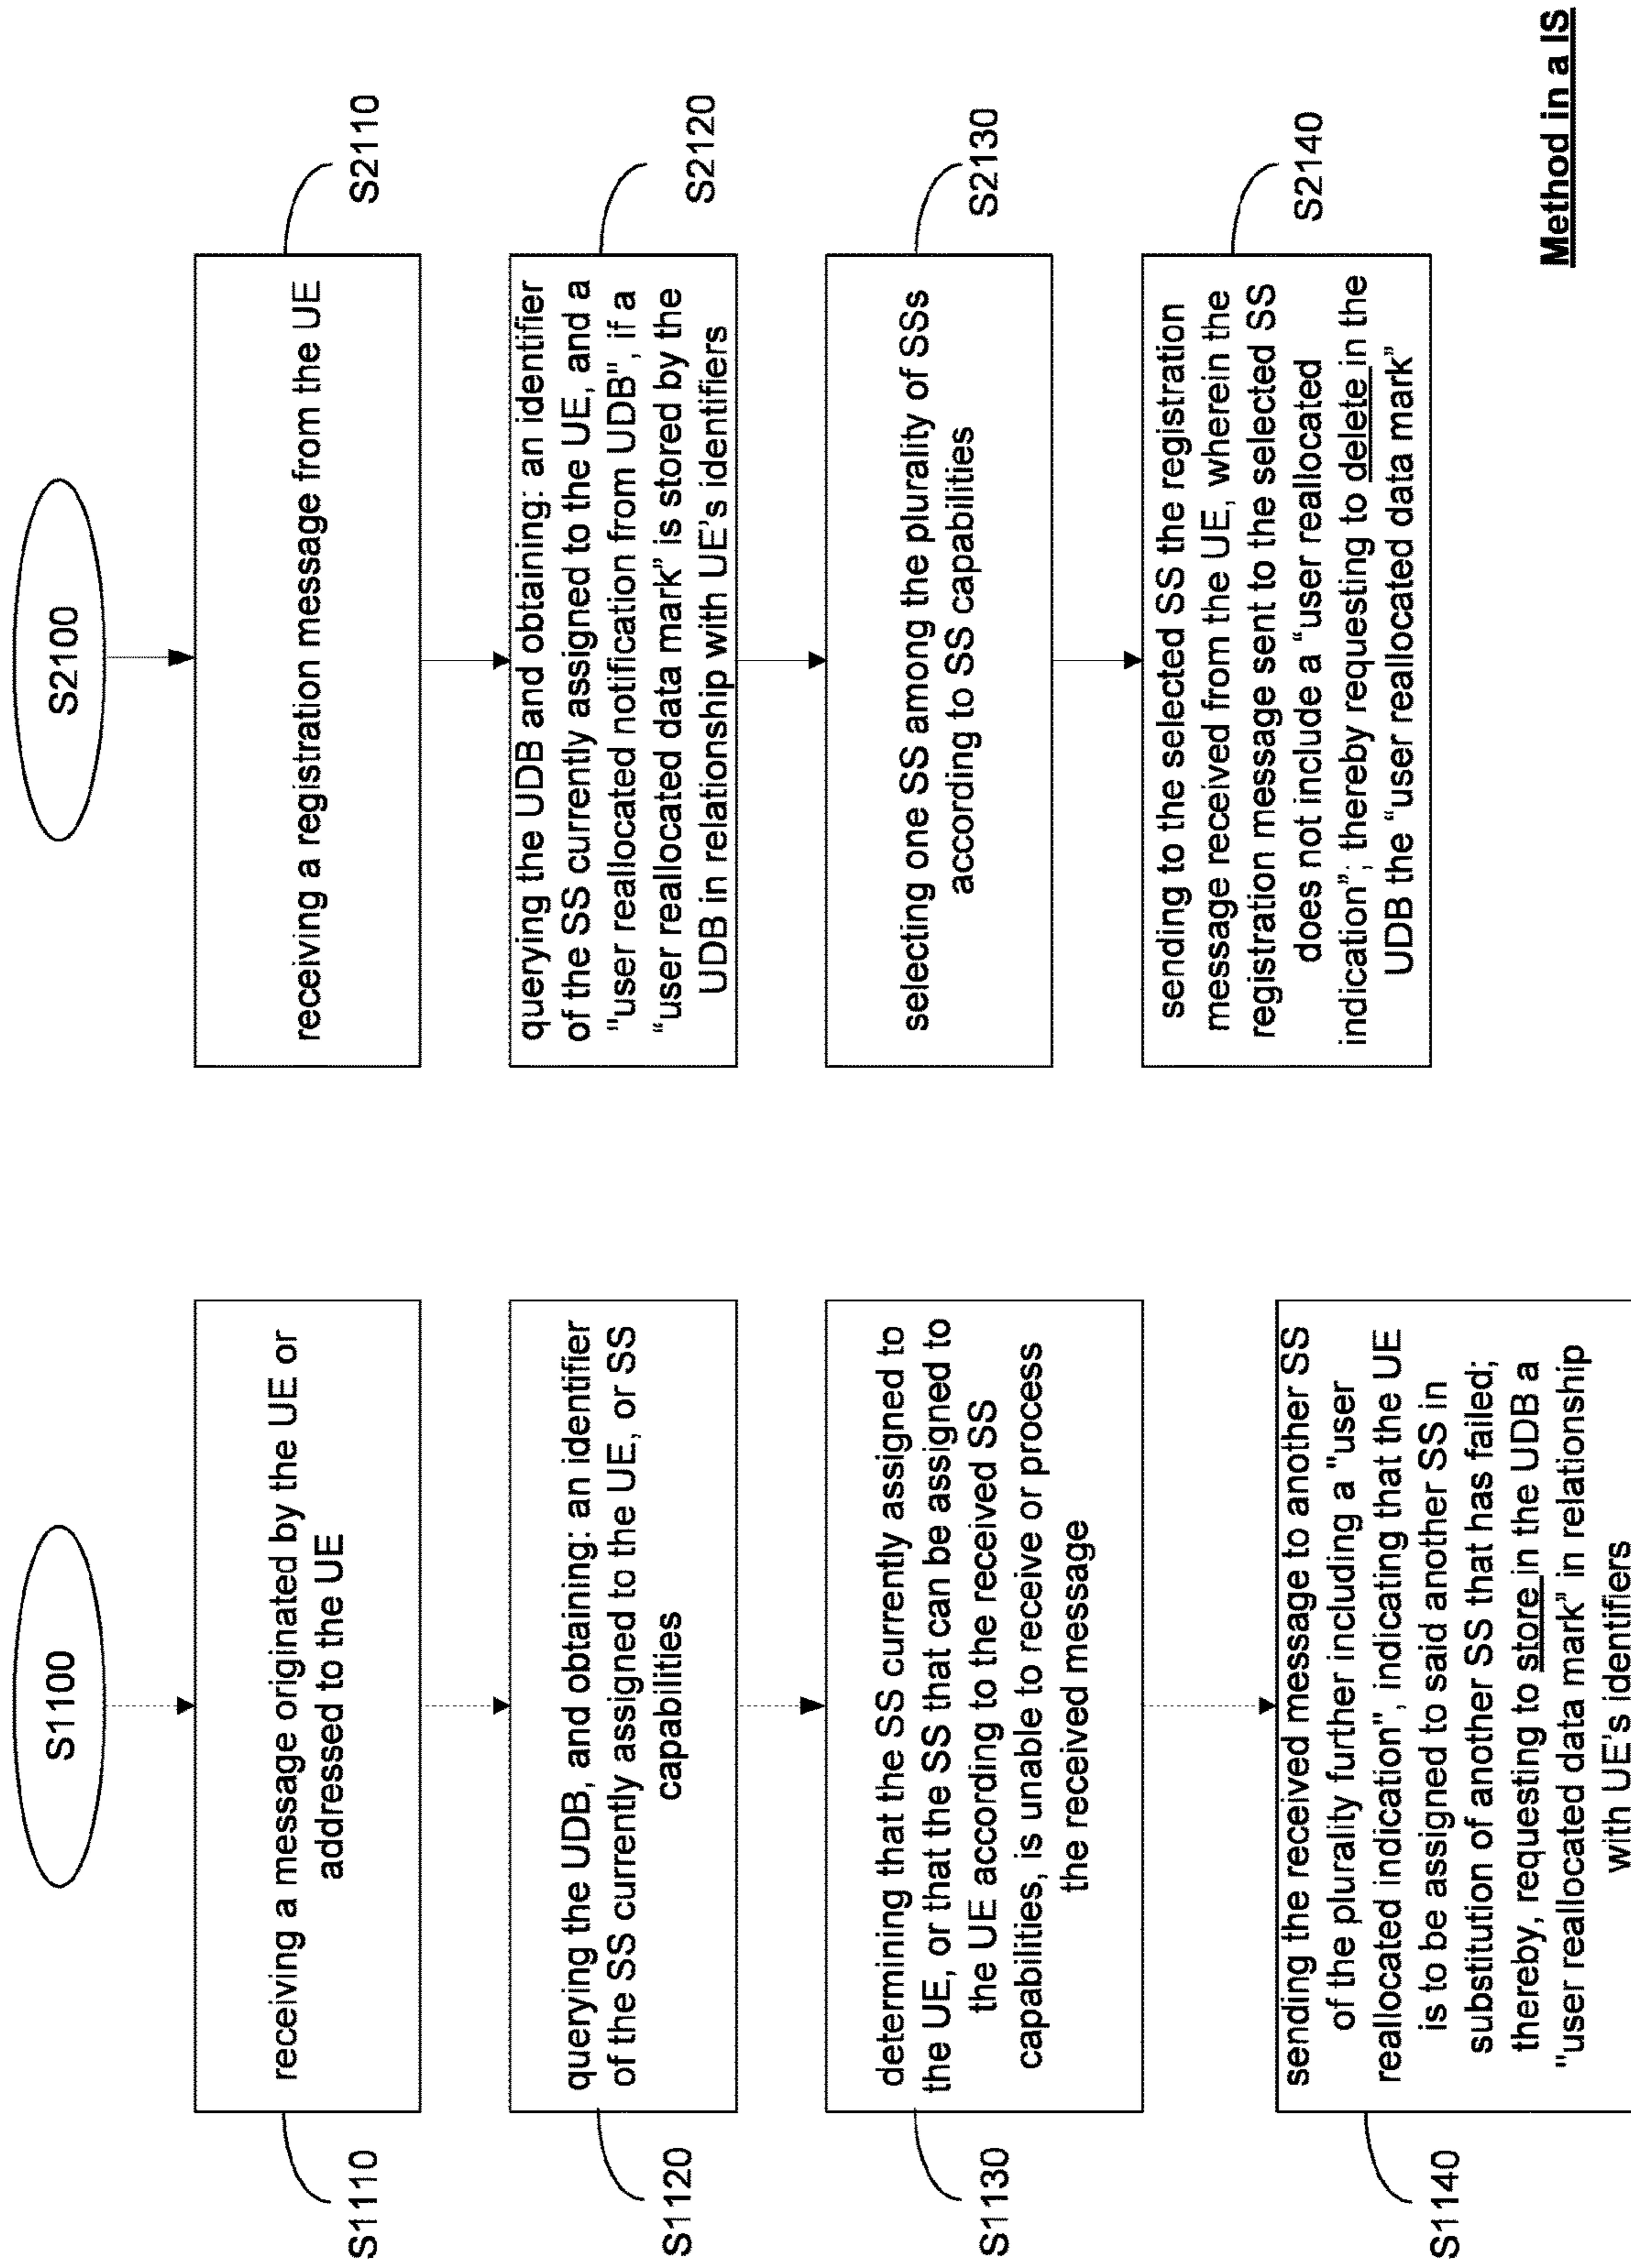 S1100
S1110
receiving a message originated by the UE or
addressed to the UE
S1120
querying the UDB, and obtaining: an identifier
of the SS currently assigned to the UE, or SS
capabilities
S1130
determining that the SS currently assigned to
the UE, or that the SS that can be assigned to
the UE according to the received SS
capabilities, is unable to receive or process
the received message
S1140
sending the received message to another SS
of the plurality further including a "user
reallocated indication", indicating that the UE
is to be assigned to said another SS in
substitution of another SS that has failed;
thereby, requesting to store in the UDB a
"user reallocated data mark" in relationship
with UE's identifiers
S2100
receiving a registration message from the UE
S2110
querying the UDB and obtaining: an identifier
of the SS currently assigned to the UE, and a
"user reallocated notification from UDB", if a
“user reallocated data mark” is stored by the
UDB in relationship with UE’s identifiers
S2120
selecting one SS among the plurality of SSs
according to SS capabilities
S2130
sending to the selected SS the registration
message received from the UE, wherein the
registration message sent to the selected SS
does not include a “user reallocated
indication”; thereby requesting to delete in the
UDB the “user reallocated data mark”
S2140
Method in a IS